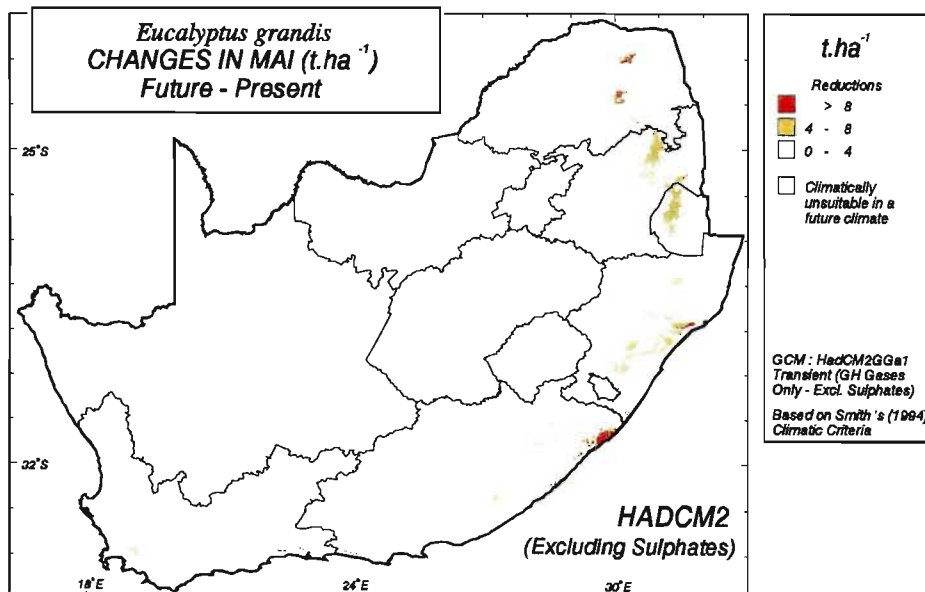 Eucalyptus grandis
CHANGES IN MAI (t.ha⁻¹)
Future - Present
25°S
32°S
18°E
24°E
30°E
HADCM2
(Excluding Sulphates)
t.ha⁻¹
Reductions
> 8
4 - 8
0 - 4
Climatically
unsuitable in a
future climate
GCM : HadCM2GGa1
Transient (GH Gases
Only - Excl. Sulphates)
Based on Smith's (1994)
Climatic Criteria